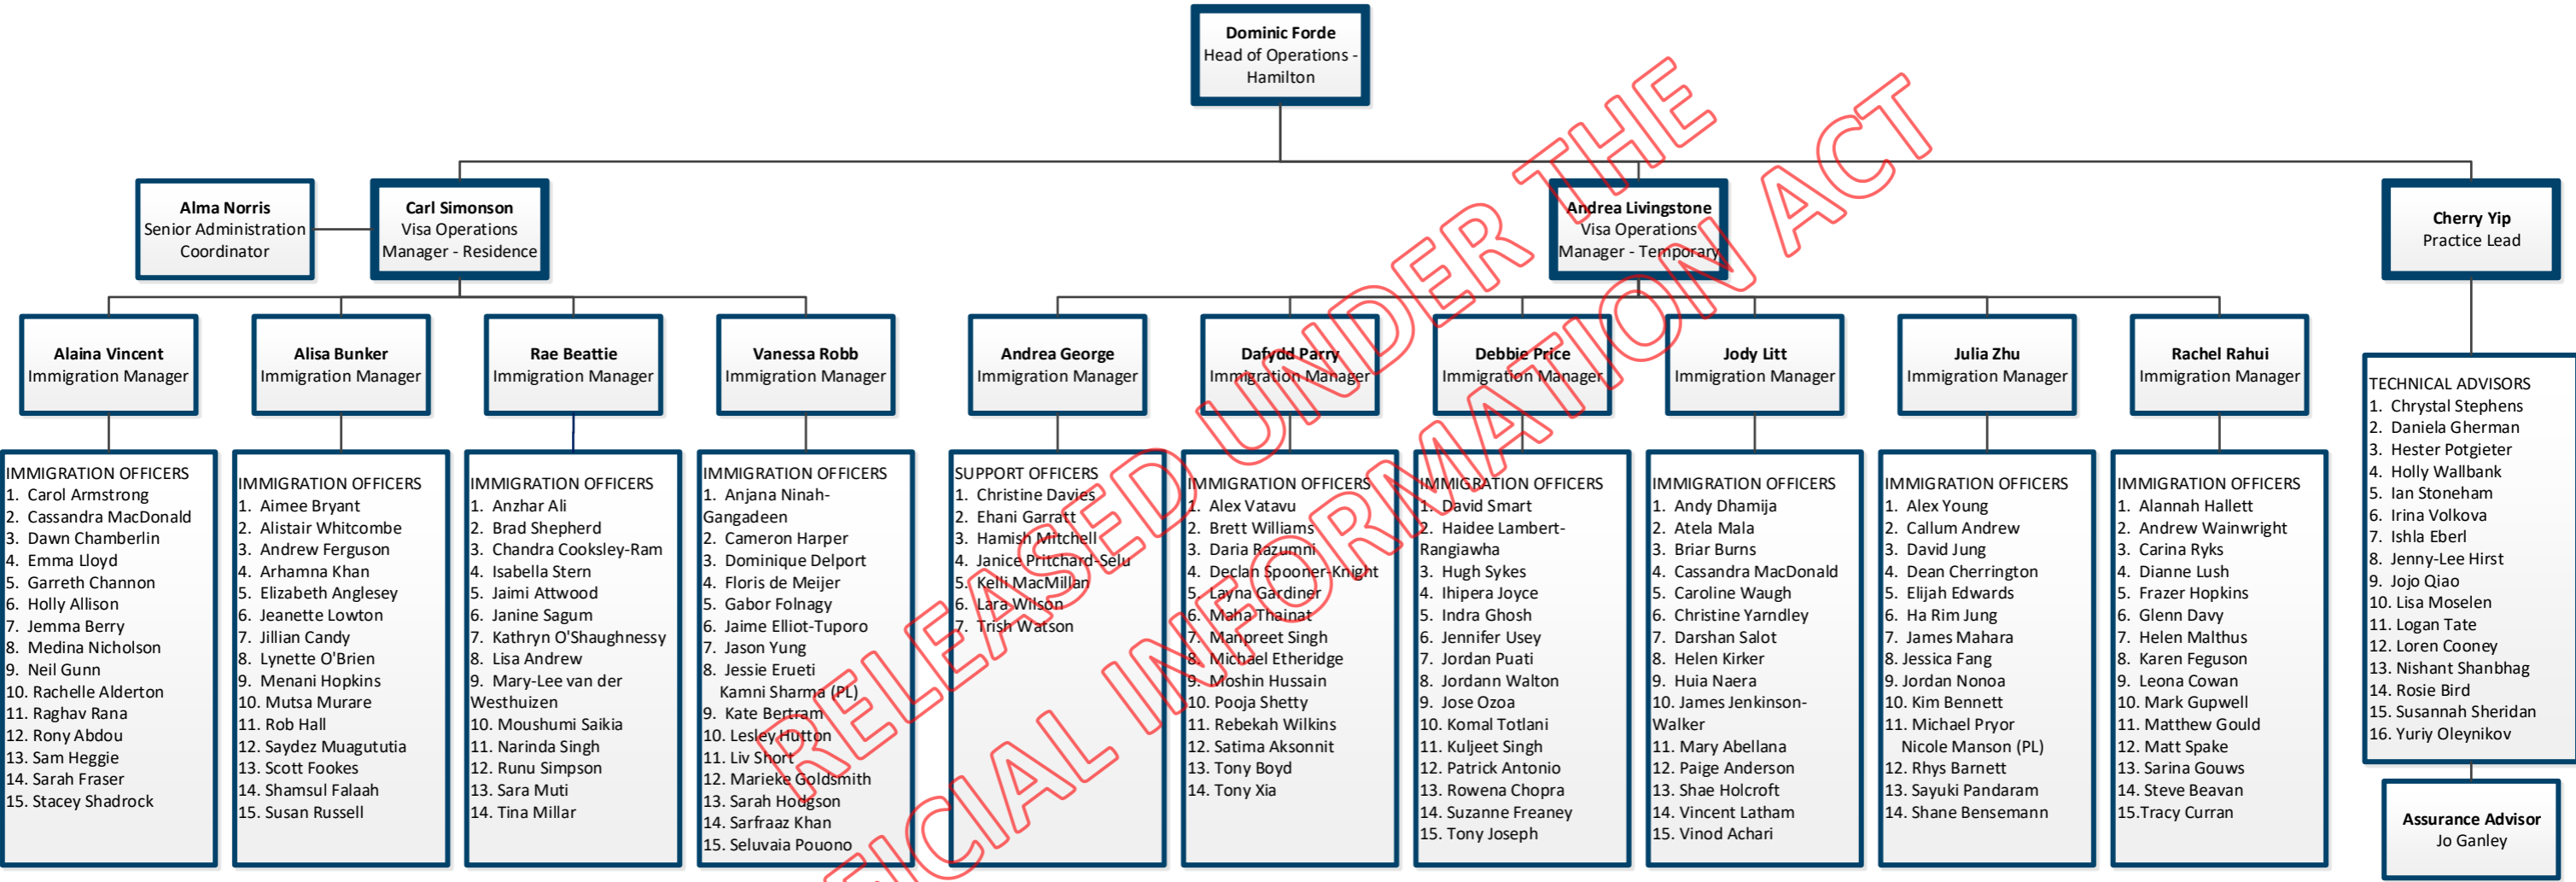 Dominic Forde
Head of Operations -
Hamilton
Alma Norris
Senior Administration
Coordinator
Carl Simonson
Visa Operations
Manager - Residence
Andrea Livingstone
Visa Operations
Manager - Temporary
Cherry Yip
Practice Lead
Alaina Vincent
Immigration Manager
Alisa Bunker
Immigration Manager
Rae Beattie
Immigration Manager
Vanessa Robb
Immigration Manager
Andrea George
Immigration Manager
Dafydd Parry
Immigration Manager
Debbie Price
Immigration Manager
Jody Litt
Immigration Manager
Julia Zhu
Immigration Manager
Rachel Rahui
Immigration Manager
IMMIGRATION OFFICERS
1. Carol Armstrong
2. Cassandra MacDonald
3. Dawn Chamberlin
4. Emma Lloyd
5. Garreth Channon
6. Holly Allison
7. Jemma Berry
8. Medina Nicholson
9. Neil Gunn
10. Rachelle Alderton
11. Raghav Rana
12. Rony Abdou
13. Sam Heggie
14. Sarah Fraser
15. Stacey Shadrock
IMMIGRATION OFFICERS
1. Aimee Bryant
2. Alistair Whitcombe
3. Andrew Ferguson
4. Arhamna Khan
5. Elizabeth Anglesey
6. Jeanette Lowton
7. Jillian Candy
8. Lynette O'Brien
9. Menani Hopkins
10. Mutsa Murare
11. Rob Hall
12. Saydez Muagututia
13. Scott Fookes
14. Shamsul Falaah
15. Susan Russell
IMMIGRATION OFFICERS
1. Anzhar Ali
2. Brad Shepherd
3. Chandra Cooksley-Ram
4. Isabella Stern
5. Jaimi Attwood
6. Janine Sagum
7. Kathryn O'Shaughnessy
8. Lisa Andrew
9. Mary-Lee van der
Westhuizen
10. Moushumi Saikia
11. Narinda Singh
12. Runu Simpson
13. Sara Muti
14. Tina Millar
IMMIGRATION OFFICERS
1. Anjana Ninah-
Gangadeen
2. Cameron Harper
3. Dominique Delport
4. Floris de Meijer
5. Gabor Folnagy
6. Jaime Elliot-Tuporo
7. Jason Yung
8. Jessie Erueti
Kamni Sharma (PL)
9. Kate Bertram
10. Lesley Hutton
11. Liv Short
12. Marieke Goldsmith
13. Sarah Hodgson
14. Sarfraaz Khan
15. Seluvaia Pouono
SUPPORT OFFICERS
1. Christine Davies
2. Ehani Garratt
3. Hamish Mitchell
4. Janice Pritchard-Selu
5. Kelli MacMillan
6. Lara Wilson
7. Trish Watson
IMMIGRATION OFFICERS
1. Alex Vatavu
2. Brett Williams
3. Daria Razumni
4. Declan Spooner-Knight
5. Layna Gardiner
6. Maha Thainat
7. Manpreet Singh
8. Michael Etheridge
9. Moshin Hussain
10. Pooja Shetty
11. Rebekah Wilkins
12. Satima Aksonnit
13. Tony Boyd
14. Tony Xia
IMMIGRATION OFFICERS
1. David Smart
2. Haidee Lambert-
Rangiawha
3. Hugh Sykes
4. Ihipera Joyce
5. Indra Ghosh
6. Jennifer Usey
7. Jordan Puati
8. Jordann Walton
9. Jose Ozoa
10. Komal Totlani
11. Kuljeet Singh
12. Patrick Antonio
13. Rowena Chopra
14. Suzanne Freaney
15. Tony Joseph
IMMIGRATION OFFICERS
1. Andy Dhamija
2. Atela Mala
3. Briar Burns
4. Cassandra MacDonald
5. Caroline Waugh
6. Christine Yarndley
7. Darshan Salot
8. Helen Kirker
9. Huia Naera
10. James Jenkinson-
Walker
11. Mary Abellana
12. Paige Anderson
13. Shae Holcroft
14. Vincent Latham
15. Vinod Achari
IMMIGRATION OFFICERS
1. Alex Young
2. Callum Andrew
3. David Jung
4. Dean Cherrington
5. Elijah Edwards
6. Ha Rim Jung
7. James Mahara
8. Jessica Fang
9. Jordan Nonoa
10. Kim Bennett
11. Michael Pryor
Nicole Manson (PL)
12. Rhys Barnett
13. Sayuki Pandaram
14. Shane Bensemann
IMMIGRATION OFFICERS
1. Alannah Hallett
2. Andrew Wainwright
3. Carina Ryks
4. Dianne Lush
5. Frazer Hopkins
6. Glenn Davy
7. Helen Malthus
8. Karen Feguson
9. Leona Cowan
10. Mark Gupwell
11. Matthew Gould
12. Matt Spake
13. Sarina Gouws
14. Steve Beavan
15.Tracy Curran
TECHNICAL ADVISORS
1. Chrystal Stephens
2. Daniela Gherman
3. Hester Potgieter
4. Holly Wallbank
5. Ian Stoneham
6. Irina Volkova
7. Ishla Eberl
8. Jenny-Lee Hirst
9. Jojo Qiao
10. Lisa Moselen
11. Logan Tate
12. Loren Cooney
13. Nishant Shanbhag
14. Rosie Bird
15. Susannah Sheridan
16. Yuriy Oleynikov
Assurance Advisor
Jo Ganley
RELEASED UNDER THE
FICIAL INFORMATION ACT